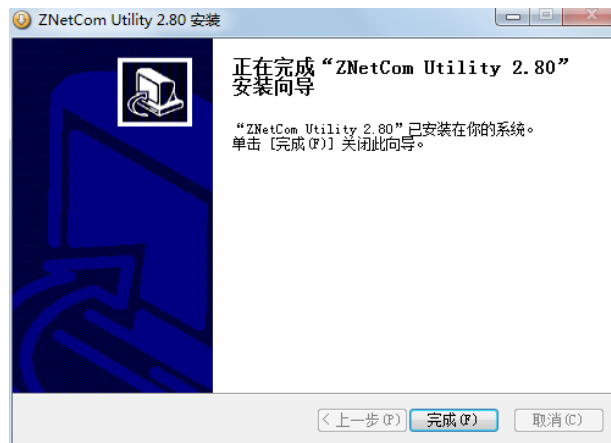 ZNetCom Utility 2.80 安装
正在完成“ZNetCom Utility 2.80”
安装向导
“ZNetCom Utility 2.80”已安装在你的系统。
单击 [完成(F)] 关闭此向导。
< 上一步(P) 完成(F) 取消(C)